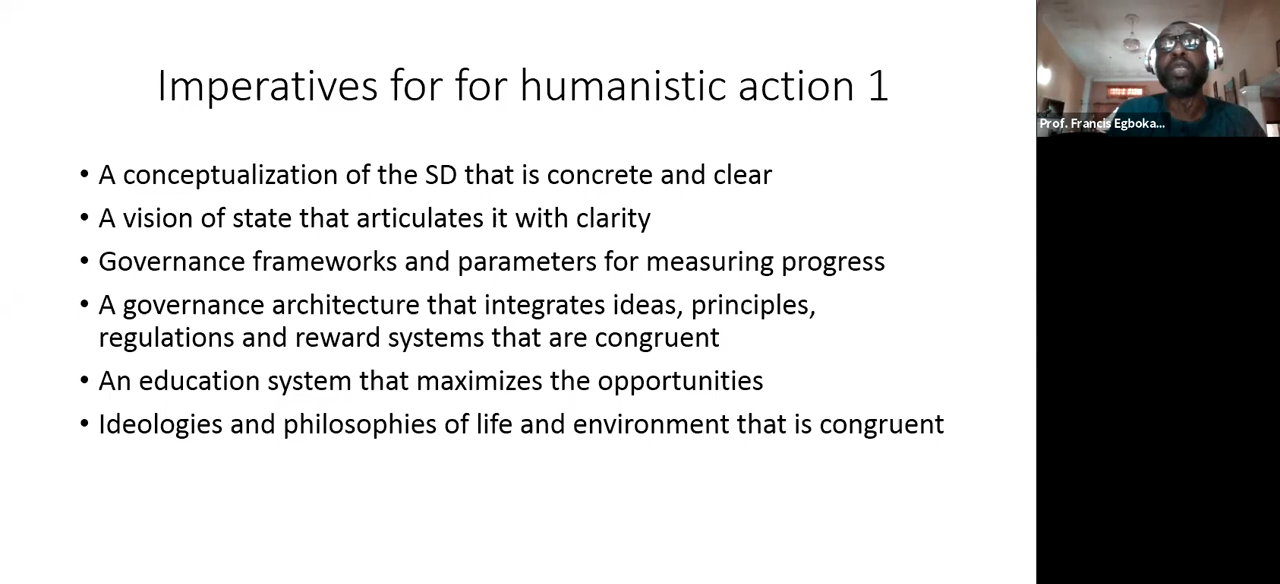 Imperatives for for humanistic action 1
• A conceptualization of the SD that is concrete and clear
• A vision of state that articulates it with clarity
• Governance frameworks and parameters for measuring progress
• A governance architecture that integrates ideas, principles,
regulations and reward systems that are congruent
• An education system that maximizes the opportunities
• Ideologies and philosophies of life and environment that is congruent
Prof. Francis Egboka...